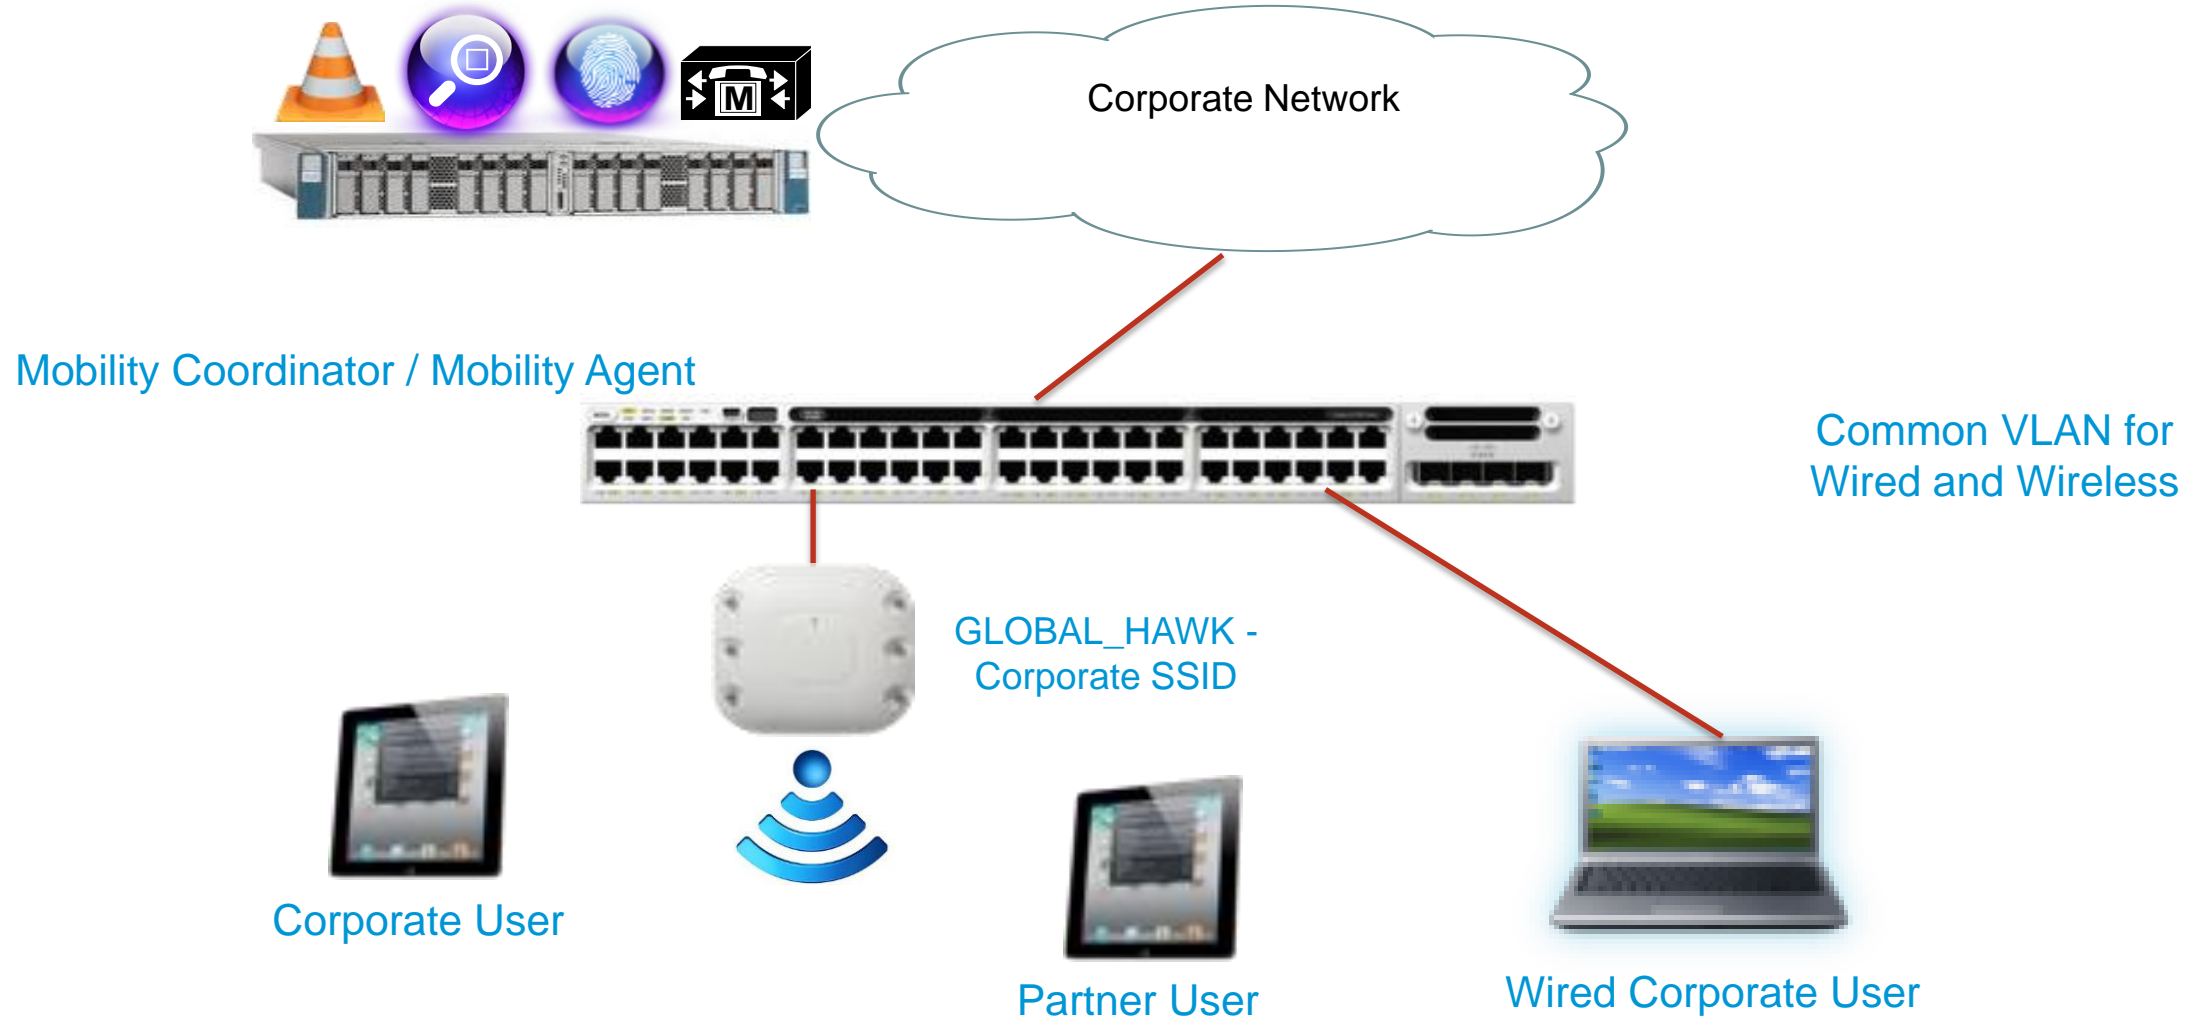 M
Corporate Network
Mobility Coordinator / Mobility Agent
Common VLAN for
Wired and Wireless
GLOBAL_HAWK -
Corporate SSID
Corporate User
Partner User
Wired Corporate User